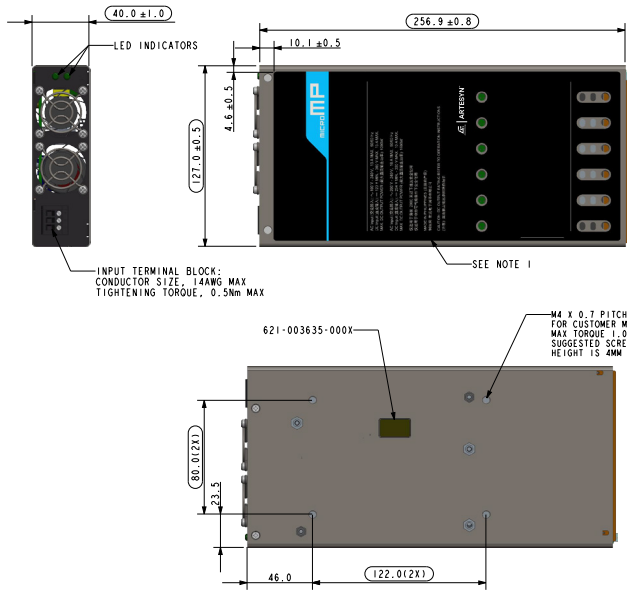 40.0 ±1.0
LED INDICATORS
256.9 ±0.8
10.1 ±0.5
4.6 ±0.5
127.0 ±0.5
MICRO MP
ARTESYN
SEE NOTE 1
INPUT TERMINAL BLOCK:
CONDUCTOR SIZE, 14AWG MAX
TIGHTENING TORQUE, 0.5Nm MAX
621-003635-000X
M4 X 0.7 PITCH
FOR CUSTOMER M
MAX TORQUE 1.0
SUGGESTED SCRE
HEIGHT IS 4MM
80.0(2X)
23.5
46.0
122.0(2X)